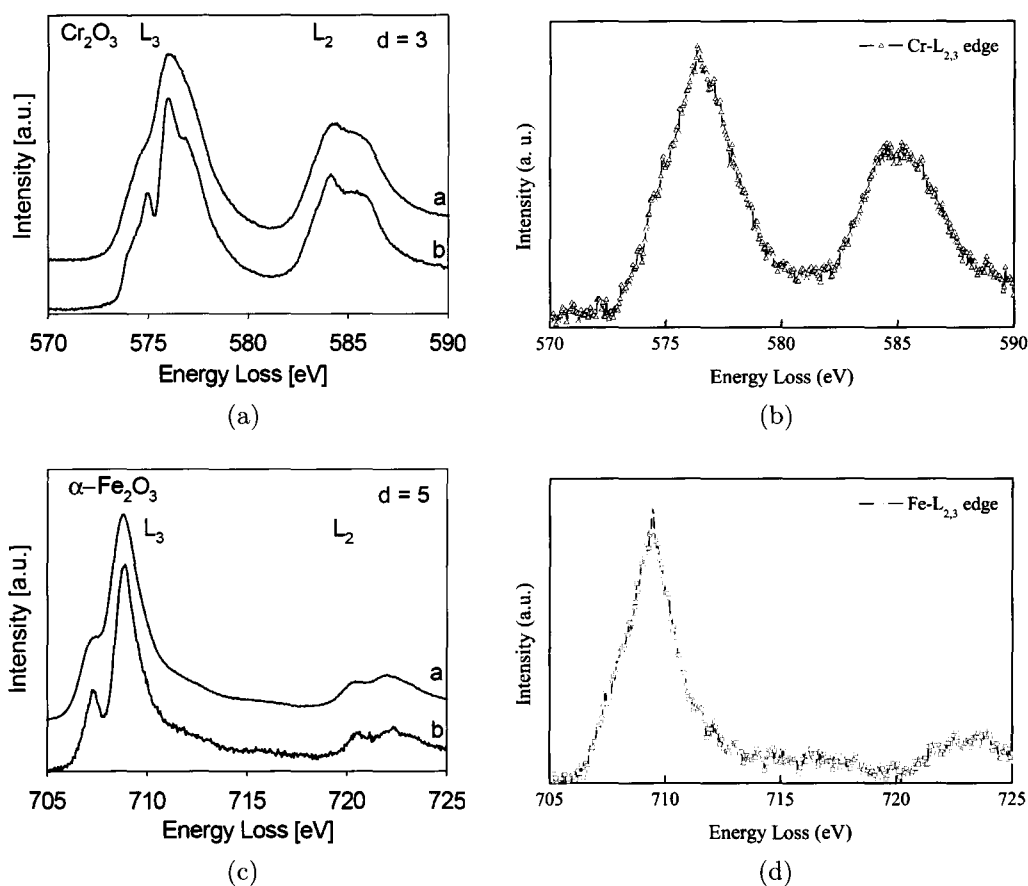 Cr₂O₃ L₃ L₂ d = 3
a
b
Intensity [a.u.]
570 575 580 585 590
Energy Loss [eV]
(a)
Cr-L₂,₃ edge
Intensity (a. u.)
570 575 580 585 590
Energy Loss (eV)
(b)
α–Fe₂O₃ d = 5
L₃ L₂
a
b
Intensity [a.u.]
705 710 715 720 725
Energy Loss [eV]
(c)
Fe-L₂,₃ edge
Intensity (a.u.)
705 710 715 720 725
Energy Loss (eV)
(d)